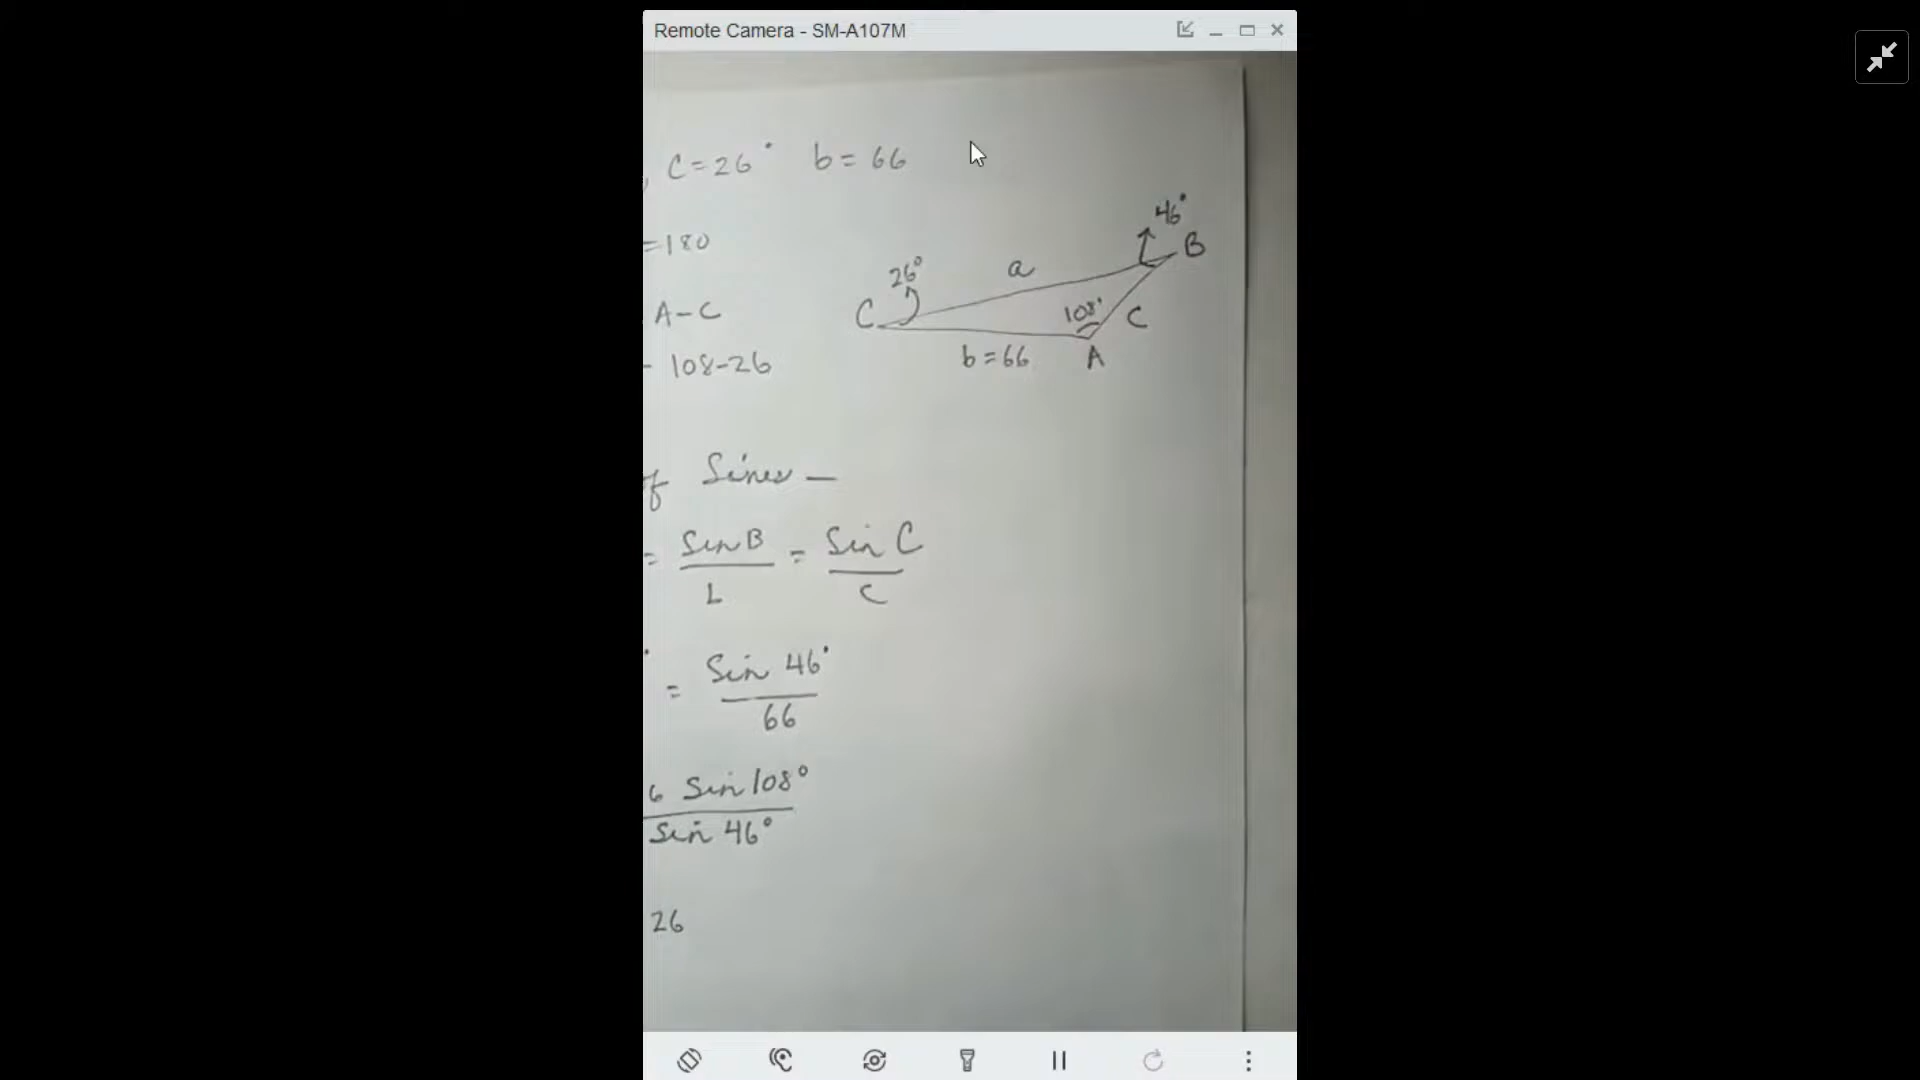 Remote Camera - SM-A107M
, C=26° b= 66
=180
A-C
- 108-26
46°
B
a
26°
C
108°
C
b=66
A
of Sines —
= Sin B / b = Sin C / C
= Sin 46° / 66
6 Sin 108°
Sin 46°
26